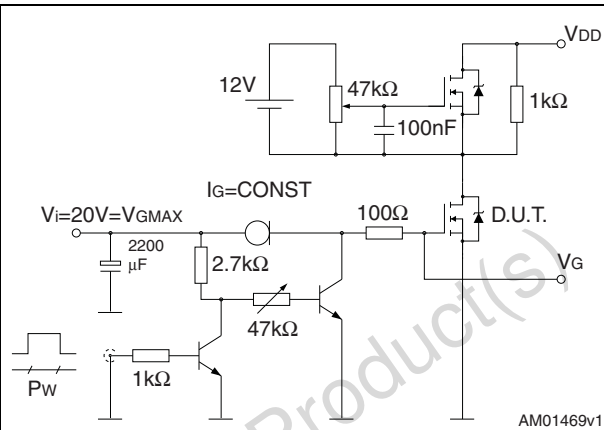 VDD
12V
47kΩ
1kΩ
100nF
IG=CONST
Vi=20V=VGMAX
100Ω
D.U.T.
2200
μF
2.7kΩ
VG
47kΩ
1kΩ
PW
Product(s)
AM01469v1